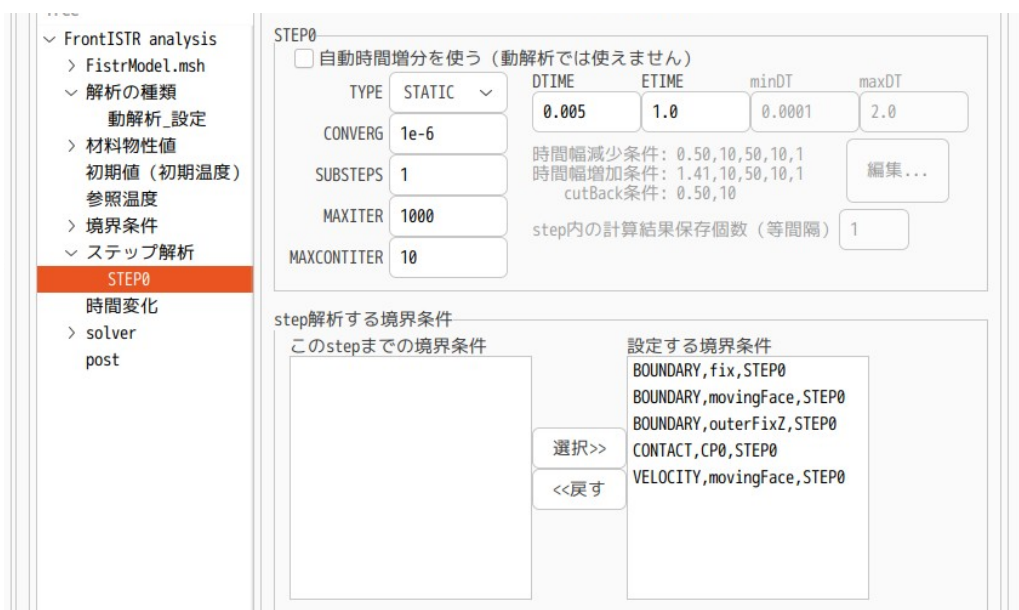 FrontISTR analysis
FistrModel.msh
解析の種類
動解析_設定
材料物性値
初期値（初期温度）
参照温度
境界条件
ステップ解析
STEP0
時間変化
solver
post
STEP0
自動時間増分を使う（動解析では使えません）
TYPE STATIC
CONVERG 1e-6
SUBSTEPS 1
MAXITER 1000
MAXCONTITER 10
DTIME ETIME minDT maxDT
0.005 1.0 0.0001 2.0
時間幅減少条件: 0.50,10,50,10,1
時間幅増加条件: 1.41,10,50,10,1
cutBack条件: 0.50,10
編集...
step内の計算結果保存個数（等間隔） 1
step解析する境界条件
このstepまでの境界条件
選択>>
<<戻す
設定する境界条件
BOUNDARY,fix,STEP0
BOUNDARY,movingFace,STEP0
BOUNDARY,outerFixZ,STEP0
CONTACT,CP0,STEP0
VELOCITY,movingFace,STEP0